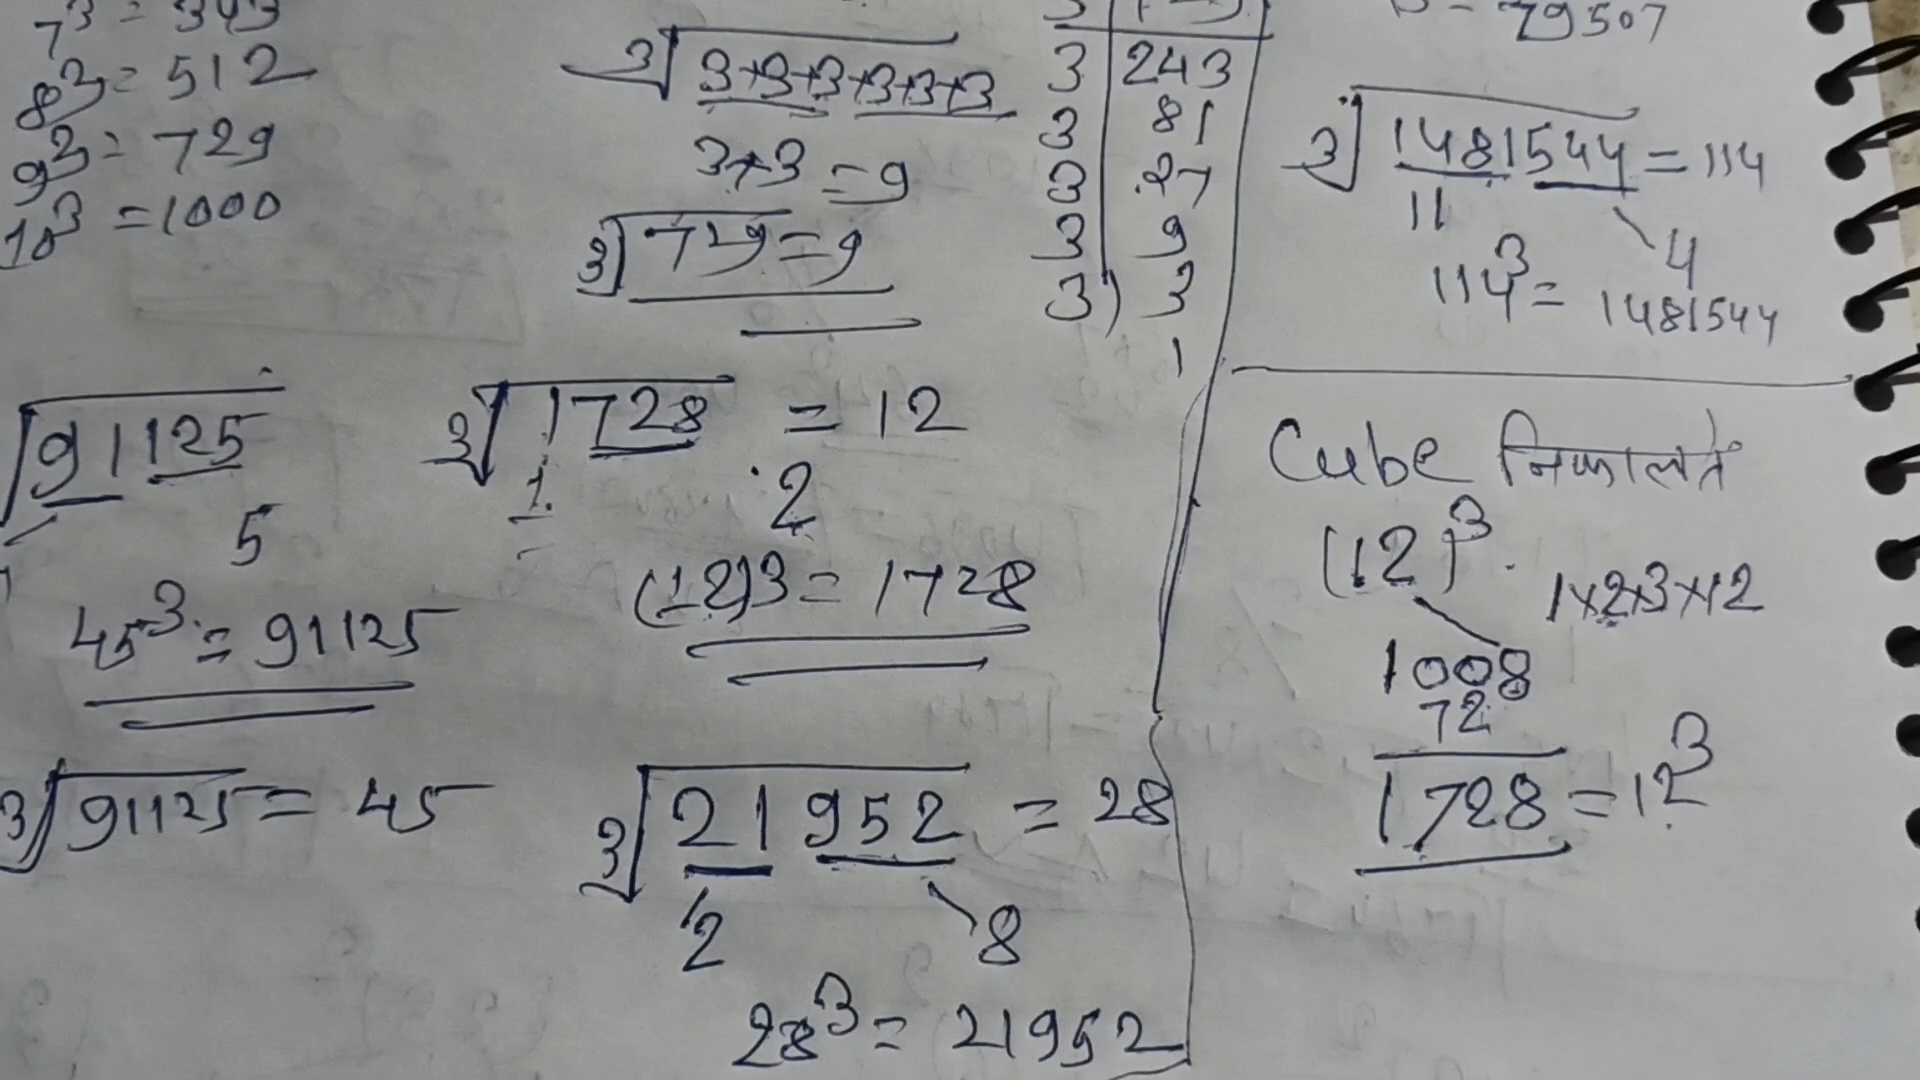 7³ = 343
8³ = 512
9³ = 729
10³ = 1000
∛3×3×3×3×3×3
3×3 = 9
∛729 = 9
3 | 243
3 | 81
3 | 27
3 | 9
3 ) 3
1
79507
∛1481544 = 114
11
4
114³ = 1481544
√91125
5
45³ = 91125
∛91125 = 45
∛1728 = 12
1
2
(12)3 = 1728
∛21952 = 28
2
8
28³ = 21952
Cube निकालते
(12)³
1×2×3×12
1008
72
1728 = 12³